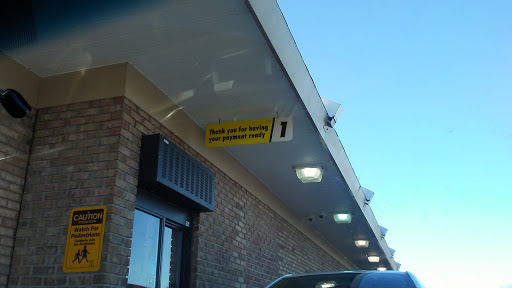 Thank you for having
your payment ready
1
CAUTION
Watch For
Pedestrians